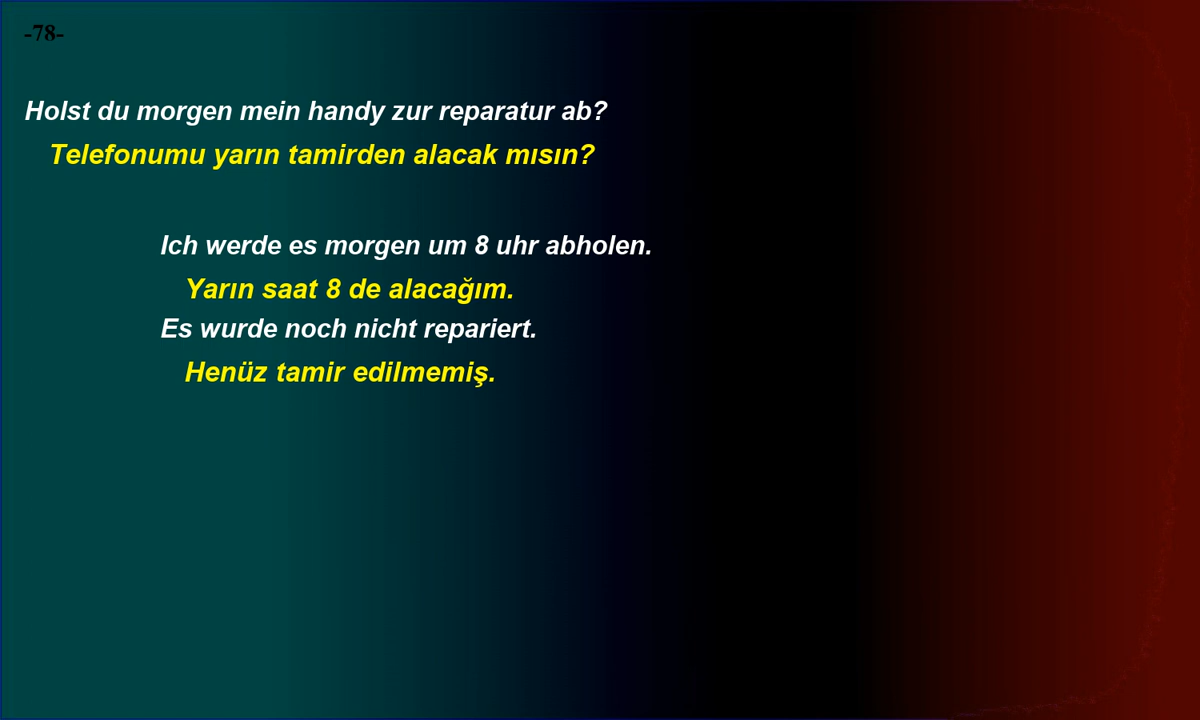 -78-
Holst du morgen mein handy zur reparatur ab?
Telefonumu yarın tamirden alacak mısın?
Ich werde es morgen um 8 uhr abholen.
Yarın saat 8 de alacağım.
Es wurde noch nicht repariert.
Henüz tamir edilmemiş.